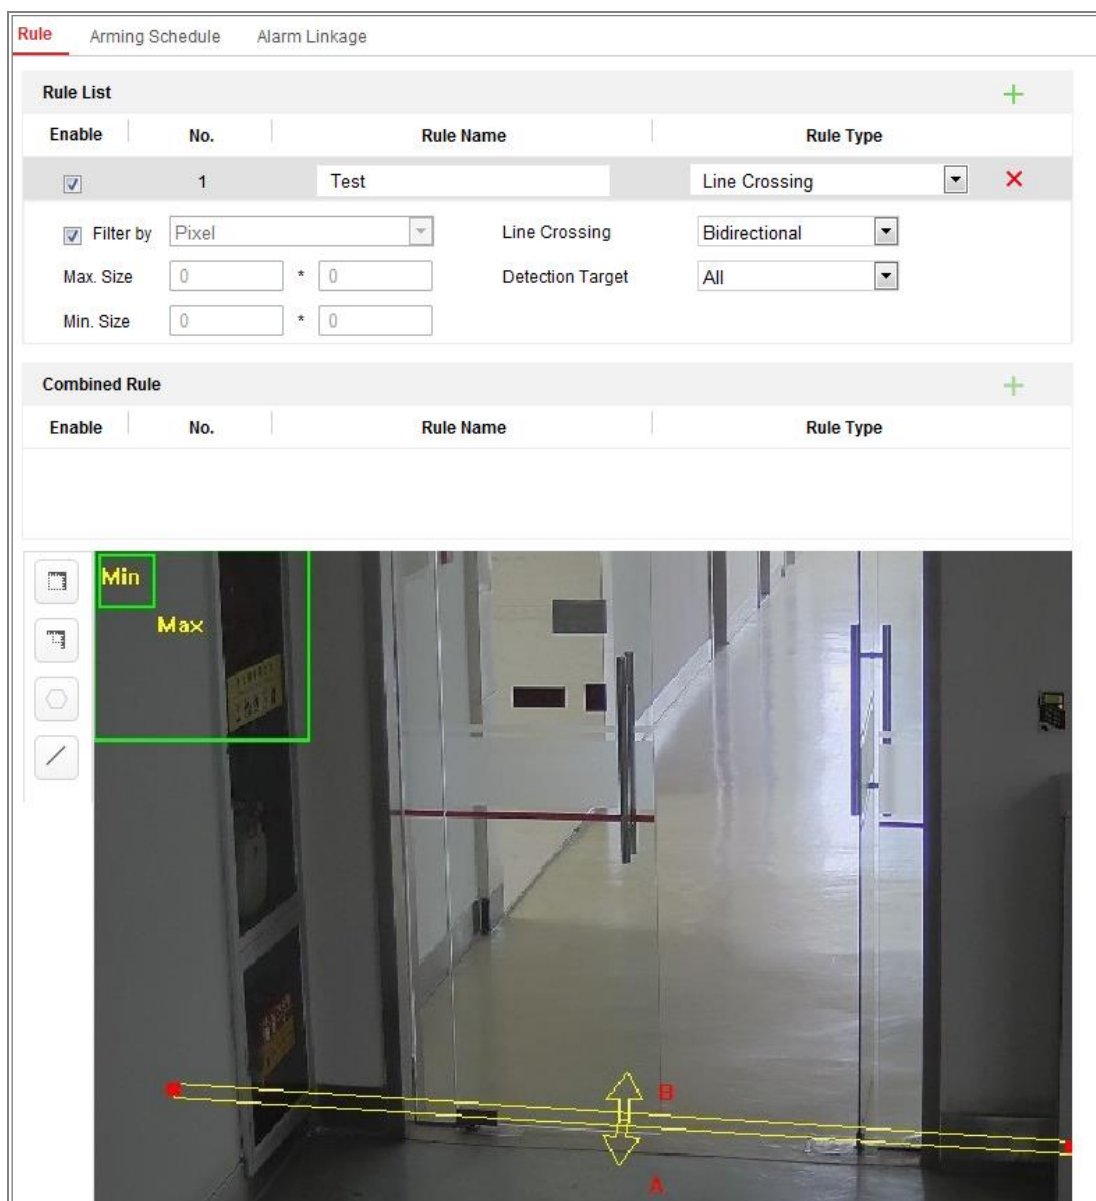 Rule Arming Schedule Alarm Linkage
Rule List
Enable No. Rule Name Rule Type
1 Test Line Crossing
Filter by Pixel Line Crossing Bidirectional
Max. Size 0 * 0 Detection Target All
Min. Size 0 * 0
Combined Rule
Enable No. Rule Name Rule Type
Min
Max
B
A